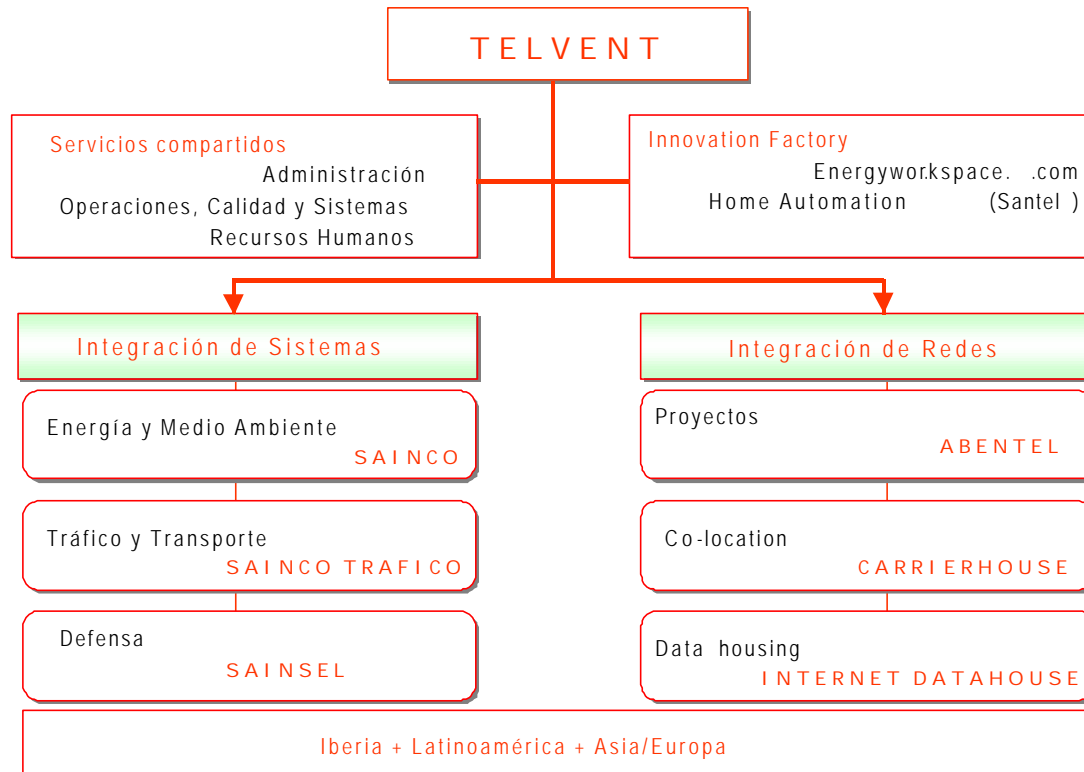 TELVENT
Servicios compartidos
Administración
Operaciones, Calidad y Sistemas
Recursos Humanos
Innovation Factory
Energyworkspace. .com
Home Automation (Santel )
Integración de Sistemas
Energía y Medio Ambiente
SAINCO
Tráfico y Transporte
SAINCO TRAFICO
Defensa
SAINSEL
Integración de Redes
Proyectos
ABENTEL
Co-location
CARRIERHOUSE
Data housing
INTERNET DATAHOUSE
Iberia + Latinoamérica + Asia/Europa